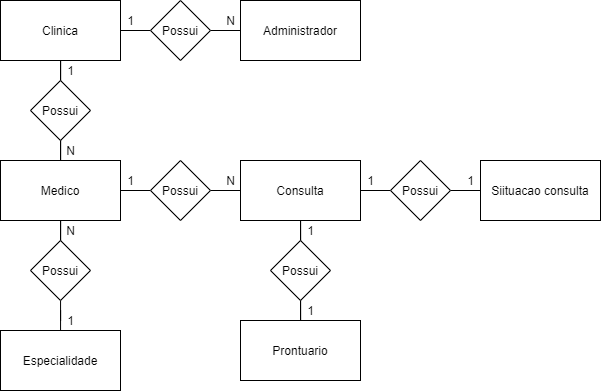 Clinica
1
Possui
N
Administrador
1
Possui
N
Medico
1
Possui
N
Consulta
1
Possui
1
Siituacao consulta
N
Possui
1
Especialidade
1
Possui
1
Prontuario